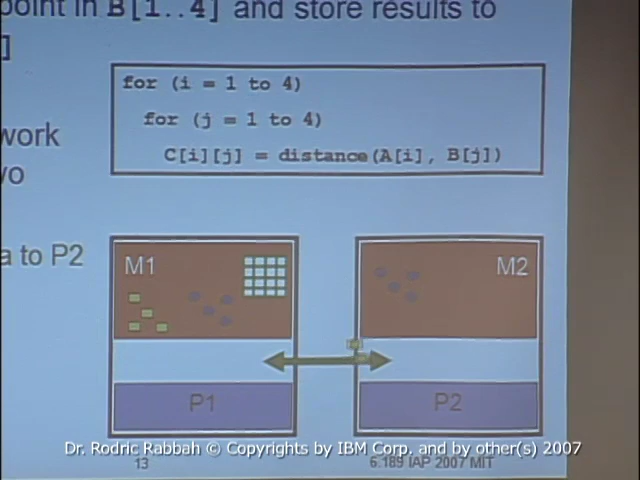 point in B[1..4] and store results to
]
for (i = 1 to 4)
for (j = 1 to 4)
work
C[i][j] = distance(A[i], B[j])
a to P2
M1
M2
P1
P2
Dr. Rodric Rabbah © Copyrights by IBM Corp. and by other(s) 2007
13
6.189 IAP 2007 MIT